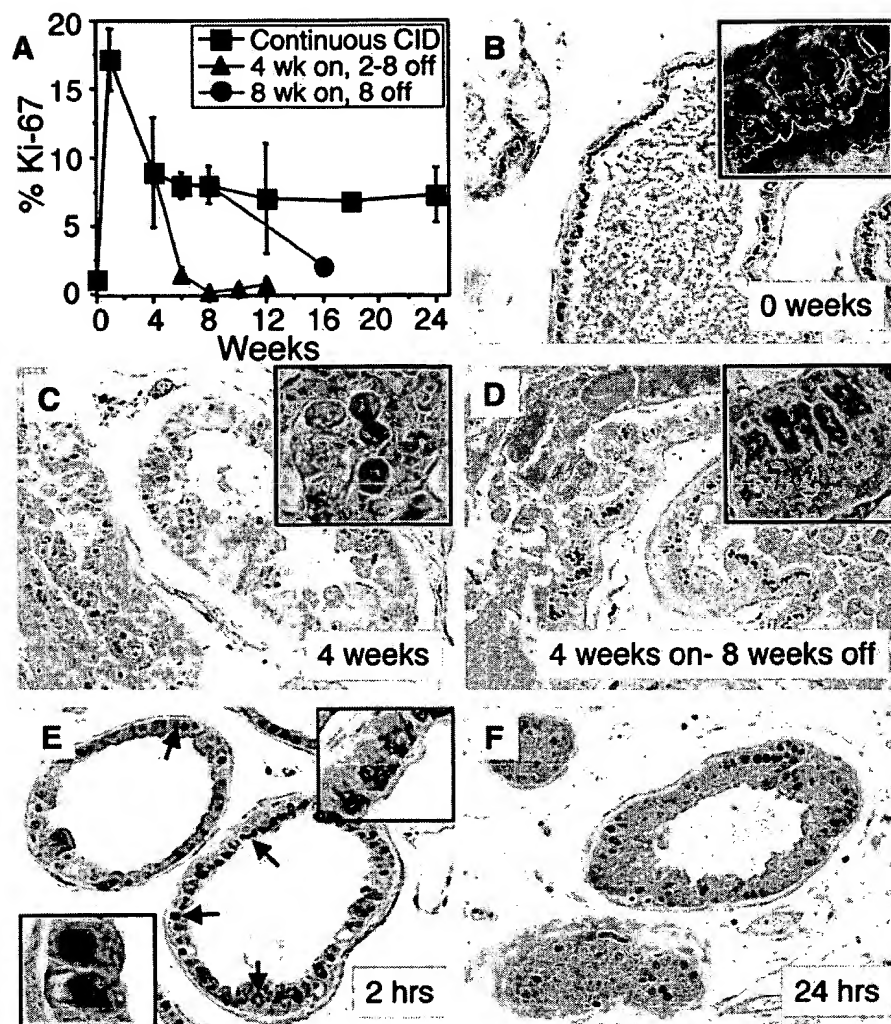 A
20
15
10
5
0
% Ki-67
Continuous CID
4 wk on, 2-8 off
8 wk on, 8 off
0 4 8 12 16 20 24
Weeks
B
0 weeks
C
4 weeks
D
4 weeks on- 8 weeks off
E
2 hrs
F
24 hrs